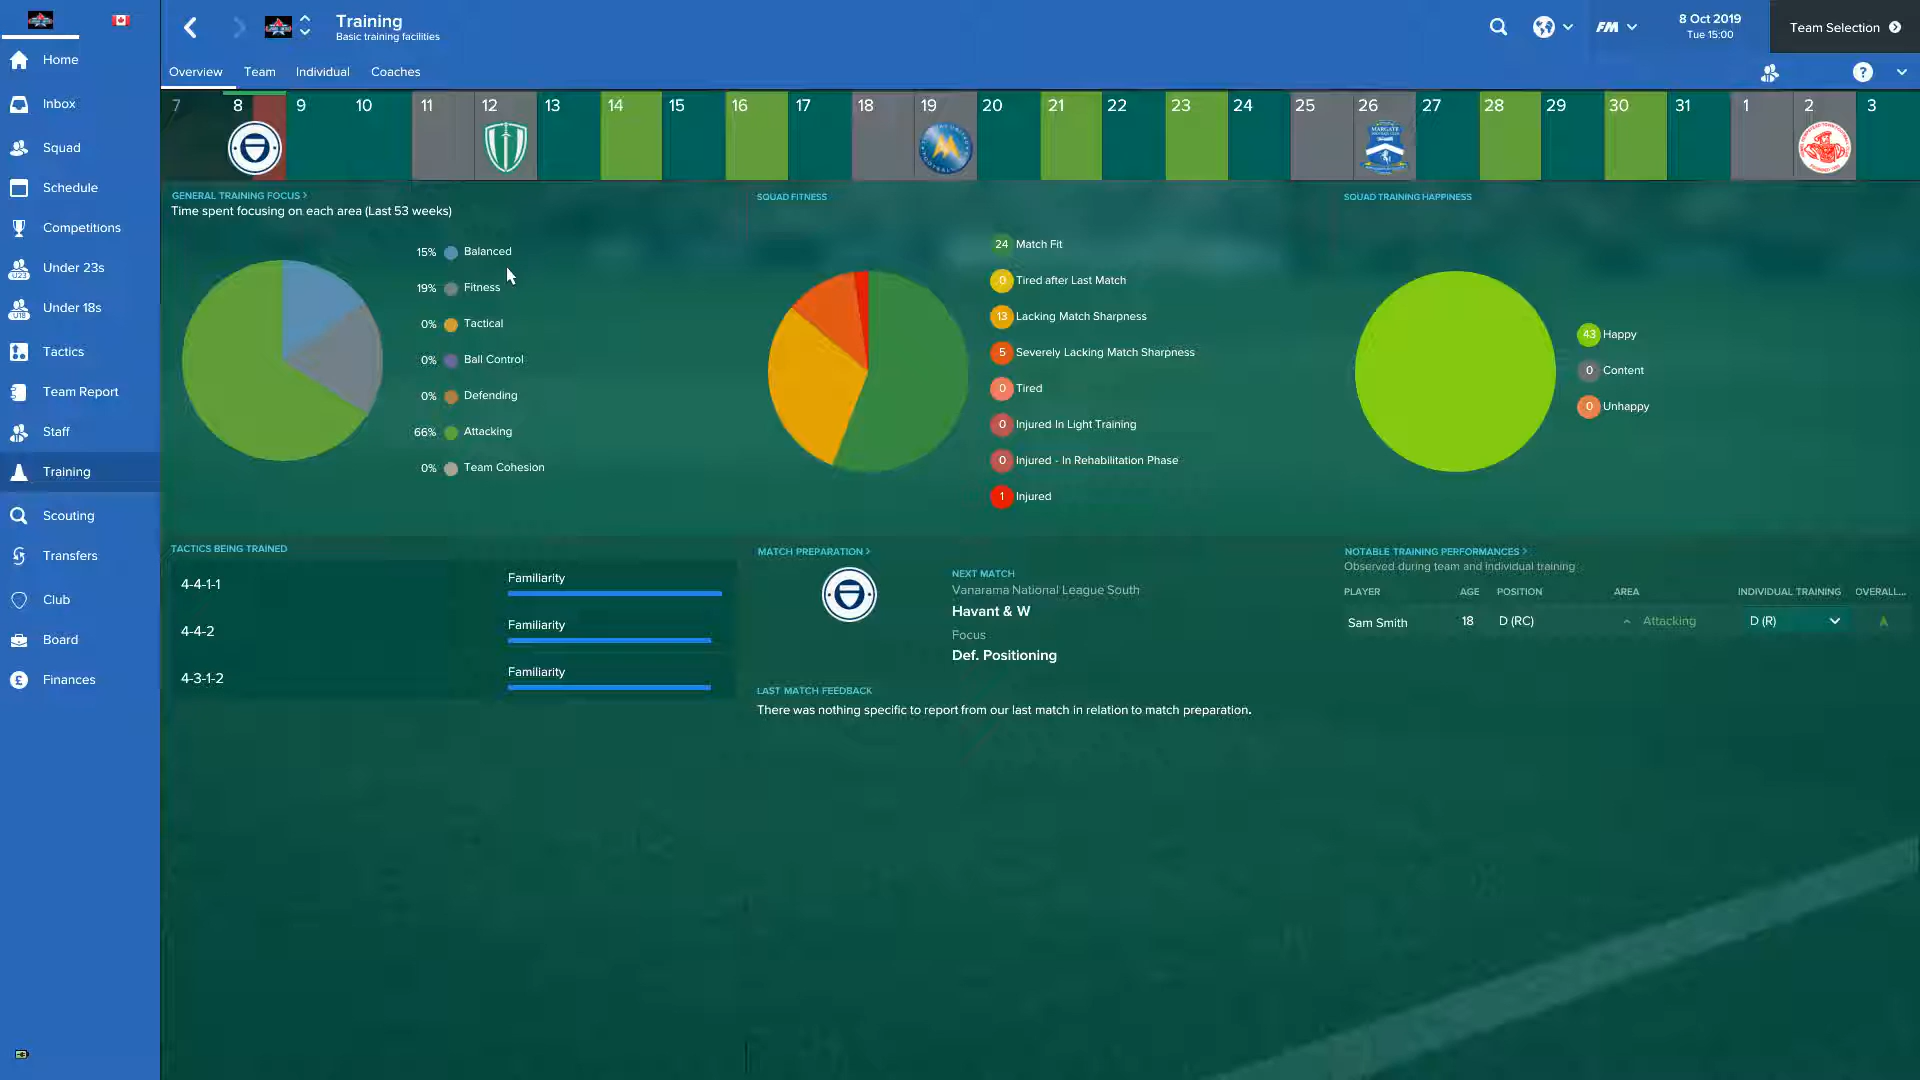 Training
Basic training facilities
8 Oct 2019
Tue 15:00
FM
Team Selection
Overview Team Individual Coaches
Home
Inbox
Squad
Schedule
Competitions
U23
Under 23s
U18
Under 18s
Tactics
Team Report
Staff
Training
Scouting
Transfers
Club
Board
£
Finances
?
7 8 9 10 11 12 13 14 15 16 17 18 19 20 21 22 23 24 25 26 27 28 29 30 31 1 2 3
MARGATE
GENERAL TRAINING FOCUS >
Time spent focusing on each area (Last 53 weeks)
15% Balanced
19% Fitness
0% Tactical
0% Ball Control
0% Defending
66% Attacking
0% Team Cohesion
SQUAD FITNESS
24 Match Fit
0 Tired after Last Match
13 Lacking Match Sharpness
5 Severely Lacking Match Sharpness
0 Tired
0 Injured In Light Training
0 Injured - In Rehabilitation Phase
1 Injured
SQUAD TRAINING HAPPINESS
43 Happy
0 Content
0 Unhappy
TACTICS BEING TRAINED
4-4-1-1 Familiarity
4-4-2 Familiarity
4-3-1-2 Familiarity
MATCH PREPARATION >
NEXT MATCH
Vanarama National League South
Havant & W
Focus
Def. Positioning
LAST MATCH FEEDBACK
There was nothing specific to report from our last match in relation to match preparation.
NOTABLE TRAINING PERFORMANCES >
Observed during team and individual training
PLAYER AGE POSITION AREA INDIVIDUAL TRAINING OVERALL...
Sam Smith 18 D (RC) Attacking D (R)